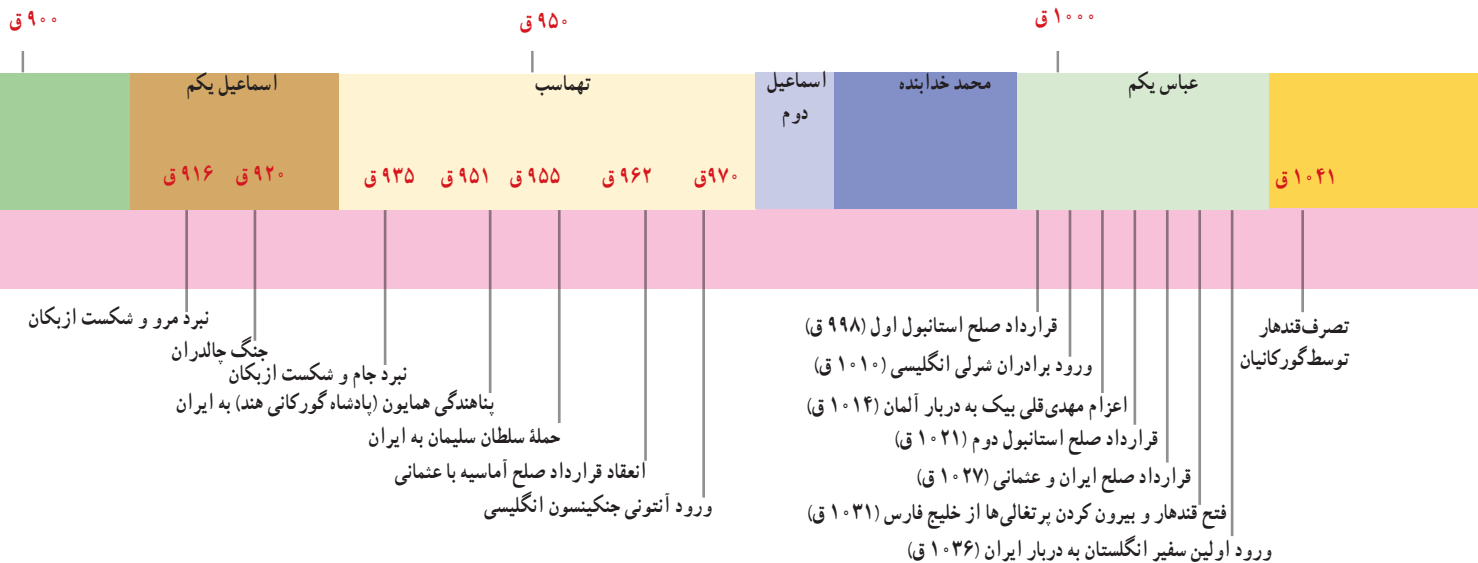 ۹۰۰ ق
۹۵۰ ق
۱۰۰۰ ق
اسماعیل یکم
تهماسب
اسماعیل
دوم
محمد خدابنده
عباس یکم
۹۱۶ ق
۹۲۰ ق
۹۳۵ ق
۹۵۱ ق
۹۵۵ ق
۹۶۲ ق
۹۷۰ق
۱۰۴۱ ق
نبرد مرو و شکست ازبکان
جنگ چالدران
نبرد جام و شکست ازبکان
پناهندگی همایون (پادشاه گورکانی هند) به ایران
حملهٔ سلطان سلیمان به ایران
انعقاد قرارداد صلح آماسیه با عثمانی
ورود آنتونی جنکینسون انگلیسی
قرارداد صلح استانبول اول (۹۹۸ ق)
ورود برادران شرلی انگلیسی (۱۰۱۰ ق)
اعزام مهدی‌قلی بیک به دربار آلمان (۱۰۱۴ ق)
قرارداد صلح استانبول دوم (۱۰۲۱ ق)
قرارداد صلح ایران و عثمانی (۱۰۲۷ ق)
فتح قندهار و بیرون کردن پرتغالی‌ها از خلیج فارس (۱۰۳۱ ق)
ورود اولین سفیر انگلستان به دربار ایران (۱۰۳۶ ق)
تصرف قندهار
توسط گورکانیان